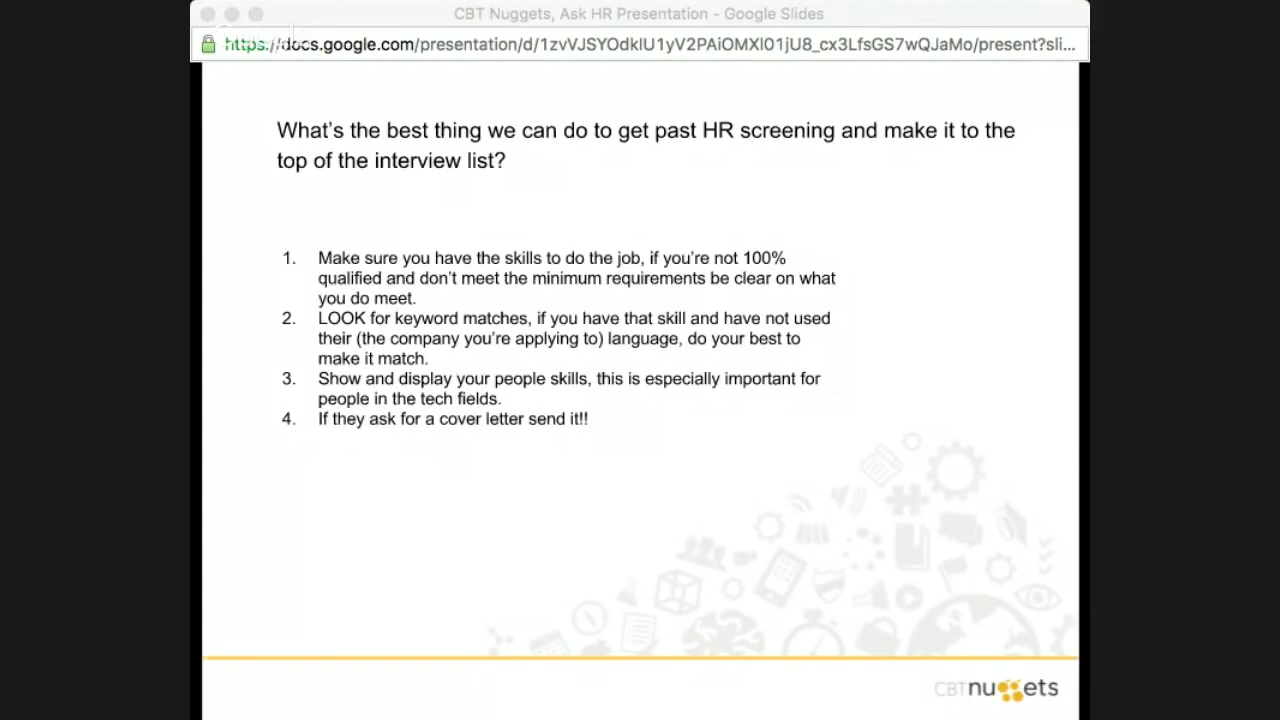 CBT Nuggets, Ask HR Presentation - Google Slides
https://docs.google.com/presentation/d/1zvVJSYOdklU1yV2PAiOMXl01jU8_cx3LfsGS7wQJaMo/present?sli...
What's the best thing we can do to get past HR screening and make it to the
top of the interview list?
1. Make sure you have the skills to do the job, if you're not 100%
qualified and don't meet the minimum requirements be clear on what
you do meet.
2. LOOK for keyword matches, if you have that skill and have not used
their (the company you're applying to) language, do your best to
make it match.
3. Show and display your people skills, this is especially important for
people in the tech fields.
4. If they ask for a cover letter send it!!
CBTnuggets